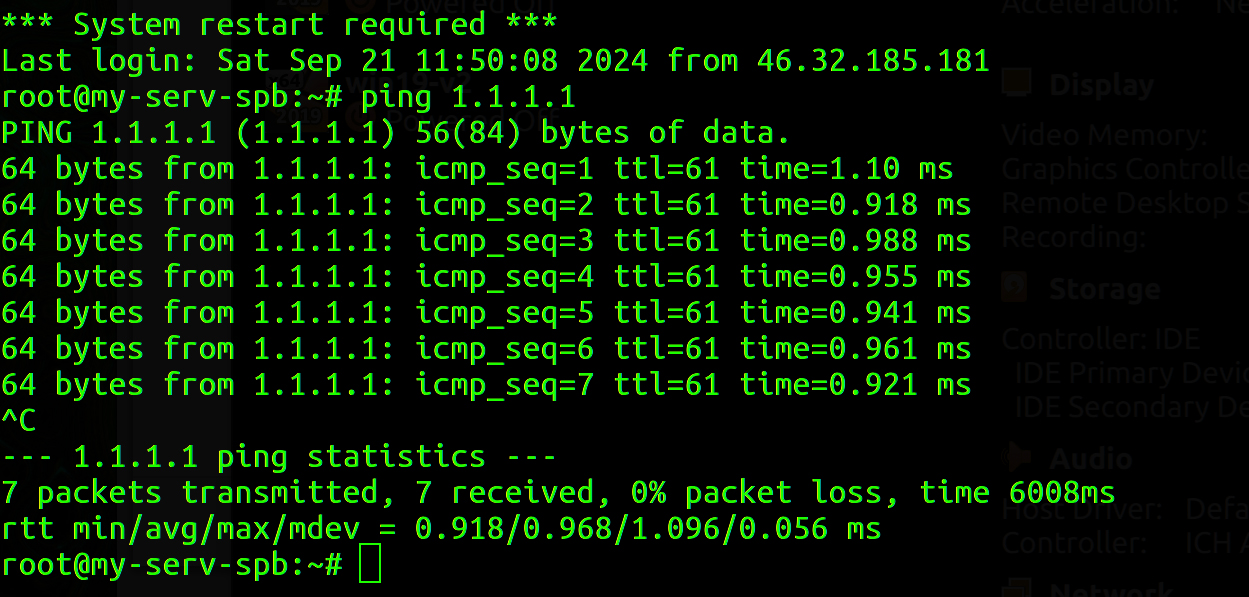 *** System restart required ***
Last login: Sat Sep 21 11:50:08 2024 from 46.32.185.181
root@my-serv-spb:~# ping 1.1.1.1
PING 1.1.1.1 (1.1.1.1) 56(84) bytes of data.
64 bytes from 1.1.1.1: icmp_seq=1 ttl=61 time=1.10 ms
64 bytes from 1.1.1.1: icmp_seq=2 ttl=61 time=0.918 ms
64 bytes from 1.1.1.1: icmp_seq=3 ttl=61 time=0.988 ms
64 bytes from 1.1.1.1: icmp_seq=4 ttl=61 time=0.955 ms
64 bytes from 1.1.1.1: icmp_seq=5 ttl=61 time=0.941 ms
64 bytes from 1.1.1.1: icmp_seq=6 ttl=61 time=0.961 ms
64 bytes from 1.1.1.1: icmp_seq=7 ttl=61 time=0.921 ms
^C
--- 1.1.1.1 ping statistics ---
7 packets transmitted, 7 received, 0% packet loss, time 6008ms
rtt min/avg/max/mdev = 0.918/0.968/1.096/0.056 ms
root@my-serv-spb:~#
Acceleration:
Display
Video Memory:
Graphics Controlle
Remote Desktop S
Recording:
Storage
Controller: IDE
IDE Primary Devic
IDE Secondary De
Audio
Host Driver: Defa
Controller: ICH A
Network